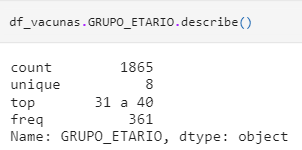 df_vacunas.GRUPO_ETARIO.describe()
count 1865
unique 8
top 31 a 40
freq 361
Name: GRUPO_ETARIO, dtype: object